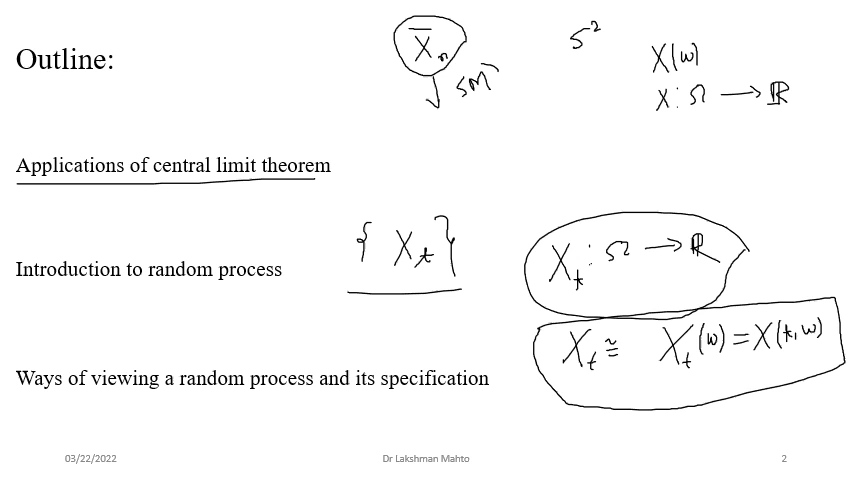 Outline:
X̄ₙ
S²
X(ω)
X : Ω → ℝ
Applications of central limit theorem
{ Xₜ }
Xₜ : Ω → ℝ
Introduction to random process
Xₜ ≅ Xₜ(ω) = X(t, ω)
Ways of viewing a random process and its specification
03/22/2022
Dr Lakshman Mahto
2